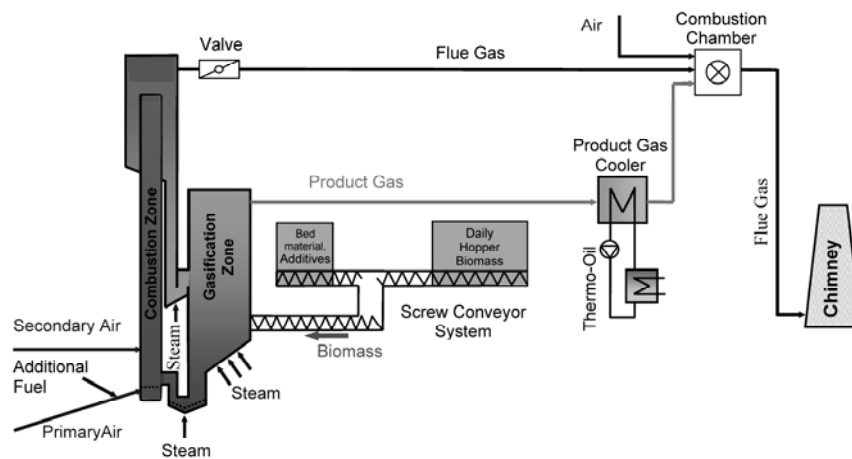 Air
Combustion
Chamber
Valve
Flue Gas
Product Gas
Cooler
Product Gas
Combustion Zone
Gasification
Zone
Bed
material,
Additives
Daily
Hopper
Biomass
Flue Gas
Thermo-Oil
Chimney
Screw Conveyor
System
Secondary Air
Steam
Biomass
Additional
Fuel
Steam
PrimaryAir
Steam